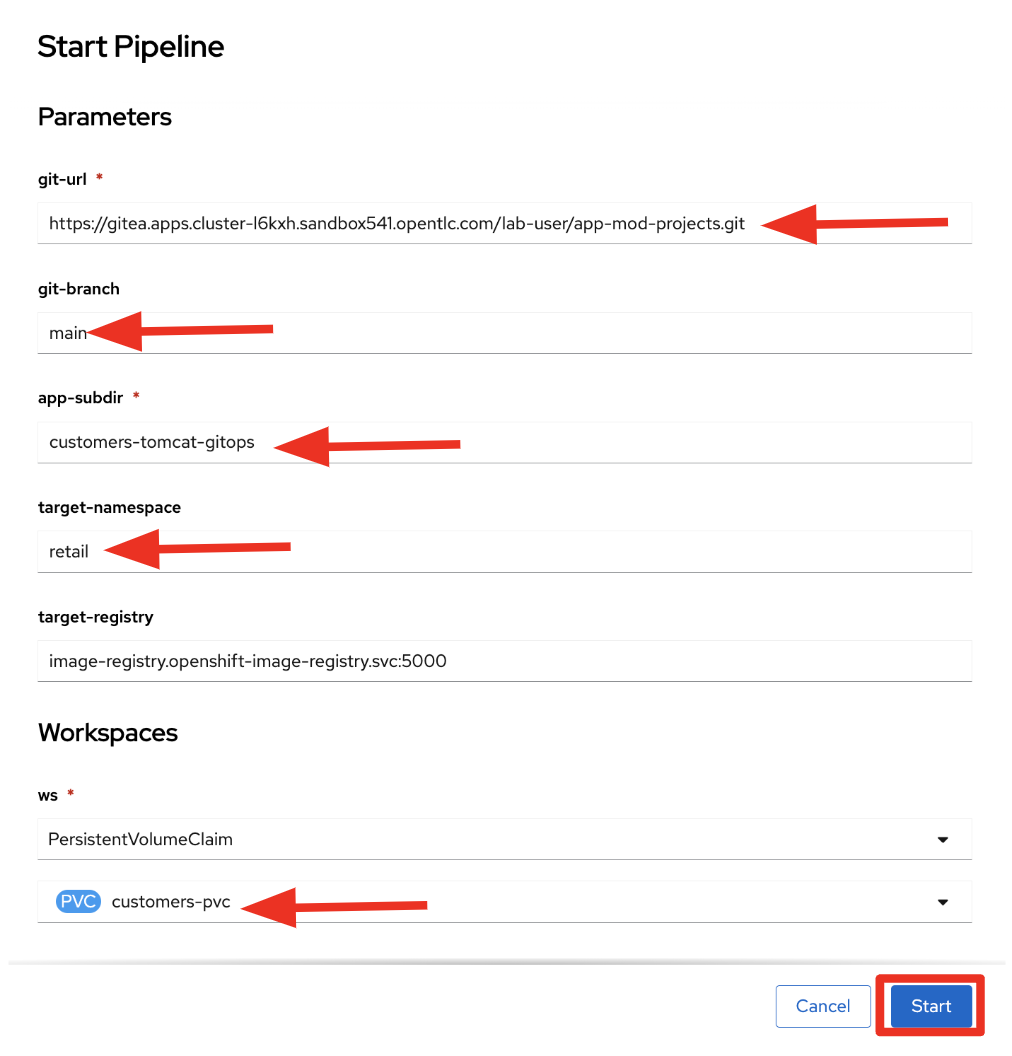 Start Pipeline
Parameters
git-url *
https://gitea.apps.cluster-l6kxh.sandbox541.opentlc.com/lab-user/app-mod-projects.git
git-branch
main
app-subdir *
customers-tomcat-gitops
target-namespace
retail
target-registry
image-registry.openshift-image-registry.svc:5000
Workspaces
ws *
PersistentVolumeClaim
PVC customers-pvc
Cancel Start